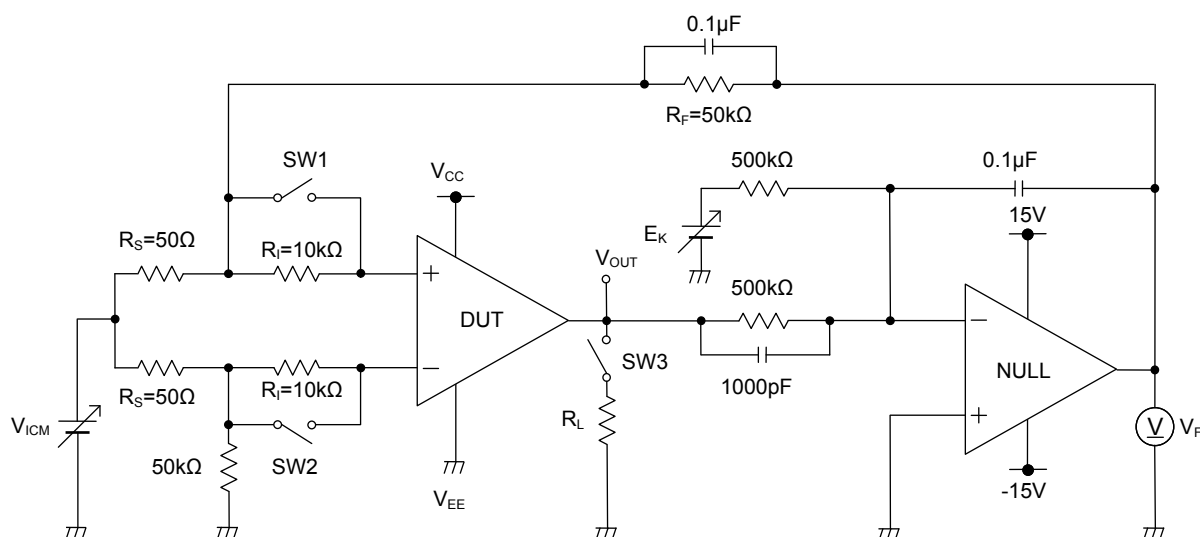 0.1µF
RF=50kΩ
SW1
VCC
500kΩ
0.1µF
15V
EK
RS=50Ω
RI=10kΩ
VOUT
500kΩ
+
DUT
−
−
NULL
+
SW3
1000pF
RS=50Ω
RI=10kΩ
VICM
RL
V
VF
50kΩ
SW2
VEE
-15V